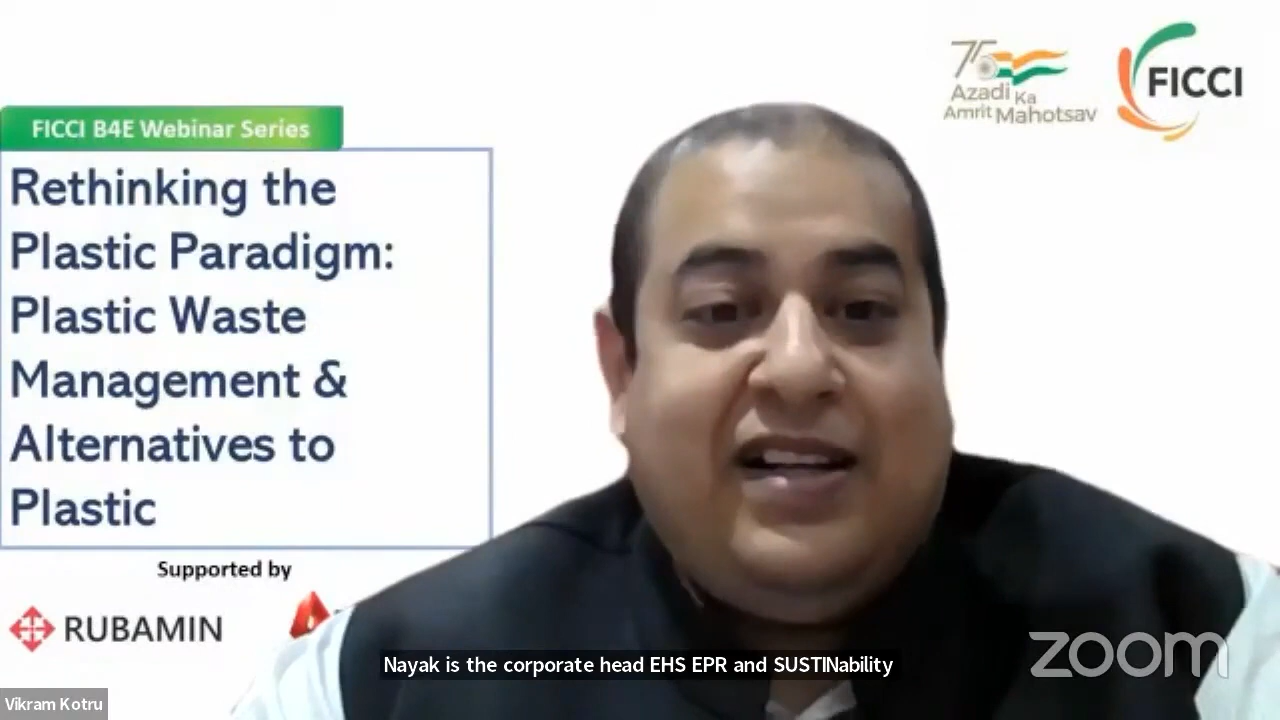 75
Azadi Ka
Amrit Mahotsav
FICCI
FICCI B4E Webinar Series
Rethinking the
Plastic Paradigm:
Plastic Waste
Management &
Alternatives to
Plastic
Supported by
RUBAMIN
Nayak is the corporate head EHS EPR and SUSTINability
zoom
Vikram Kotru